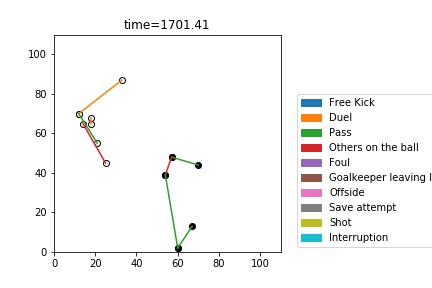 time=1701.41
100
80
60
40
20
0
0 20 40 60 80 100
Free Kick
Duel
Pass
Others on the ball
Foul
Goalkeeper leaving l
Offside
Save attempt
Shot
Interruption